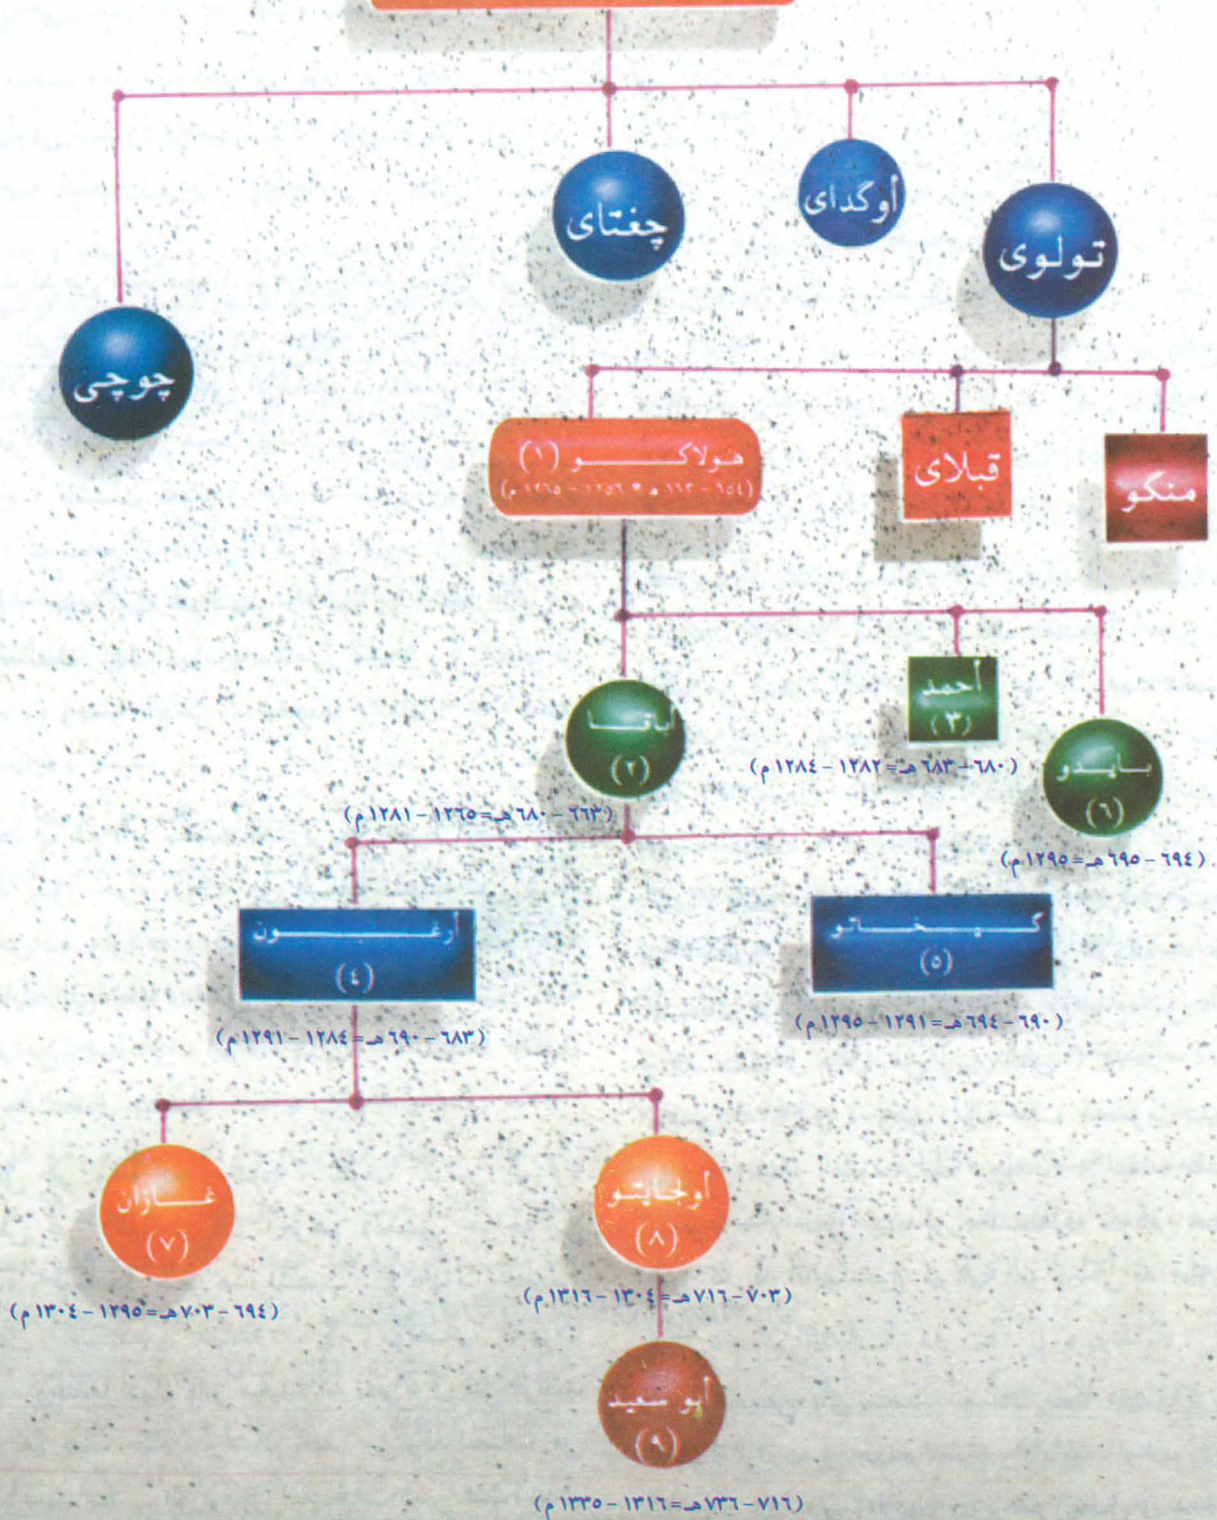 أوگدای
چغتای
تولوی
چوچی
هولاكو (١)
(٦٥٤ - ٦٦٣ هـ = ١٢٥٦ - ١٢٦٥ م)
قبلای
منكو
أحمد
(٣)
(٦٨٠ - ٦٨٣ هـ = ١٢٨٢ - ١٢٨٤ م)
أباقا
(٢)
(٦٦٣ - ٦٨٠ هـ = ١٢٦٥ - ١٢٨١ م)
بايدو
(٦)
(٦٩٤ - ٦٩٥ هـ = ١٢٩٥ م)
كيخاتو
(٥)
(٦٩٠ - ٦٩٤ هـ = ١٢٩١ - ١٢٩٥ م)
أرغون
(٤)
(٦٨٣ - ٦٩٠ هـ = ١٢٨٤ - ١٢٩١ م)
أولجايتو
(٨)
(٧٠٣ - ٧١٦ هـ = ١٣٠٤ - ١٣١٦ م)
غازان
(٧)
(٦٩٤ - ٧٠٣ هـ = ١٢٩٥ - ١٣٠٤ م)
أبو سعيد
(٩)
(٧١٦ - ٧٣٦ هـ = ١٣١٦ - ١٣٣٥ م)